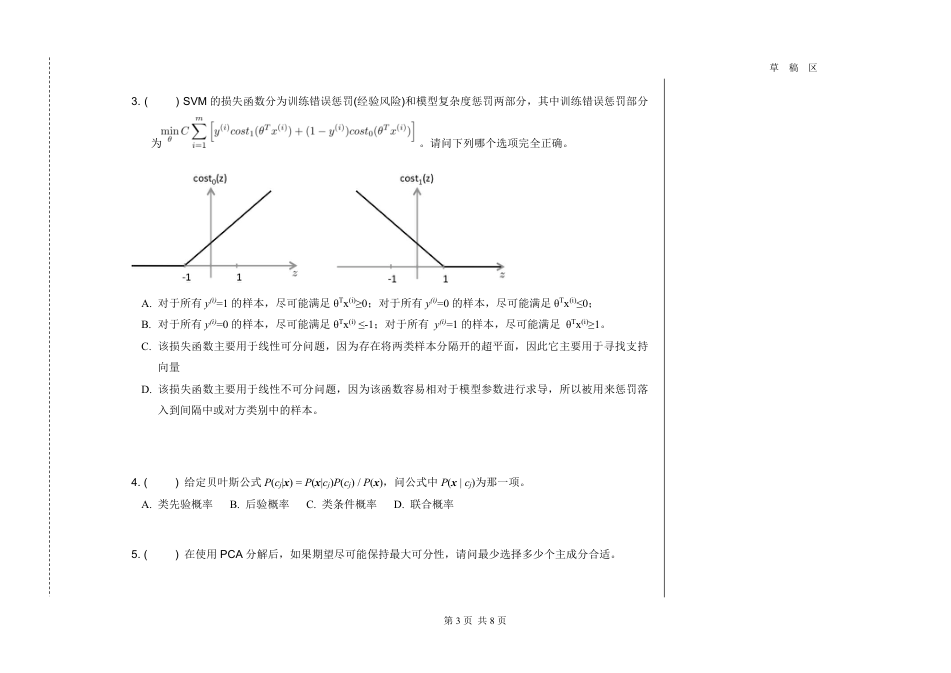 草 稿 区
3. ( ) SVM 的损失函数分为训练错误惩罚(经验风险)和模型复杂度惩罚两部分，其中训练错误惩罚部分
为 min_θ C ∑_{i=1}^{m} [y^{(i)}cost_1(θ^T x^{(i)}) + (1 − y^{(i)})cost_0(θ^T x^{(i)})] 。请问下列哪个选项完全正确。
cost₀(z) cost₁(z)
-1 1 z -1 1 z
A. 对于所有 y⁽ⁱ⁾=1 的样本，尽可能满足 θᵀx⁽ⁱ⁾≥0；对于所有 y⁽ⁱ⁾=0 的样本，尽可能满足 θᵀx⁽ⁱ⁾≤0；
B. 对于所有 y⁽ⁱ⁾=0 的样本，尽可能满足 θᵀx⁽ⁱ⁾ ≤-1；对于所有 y⁽ⁱ⁾=1 的样本，尽可能满足 θᵀx⁽ⁱ⁾≥1。
C. 该损失函数主要用于线性可分问题，因为存在将两类样本分隔开的超平面，因此它主要用于寻找支持
向量
D. 该损失函数主要用于线性不可分问题，因为该函数容易相对于模型参数进行求导，所以被用来惩罚落
入到间隔中或对方类别中的样本。
4. ( ) 给定贝叶斯公式 P(cⱼ|x) = P(x|cⱼ)P(cⱼ) / P(x)，问公式中 P(x | cⱼ)为那一项。
A. 类先验概率 B. 后验概率 C. 类条件概率 D. 联合概率
5. ( ) 在使用 PCA 分解后，如果期望尽可能保持最大可分性，请问最少选择多少个主成分合适。
第 3 页 共 8 页